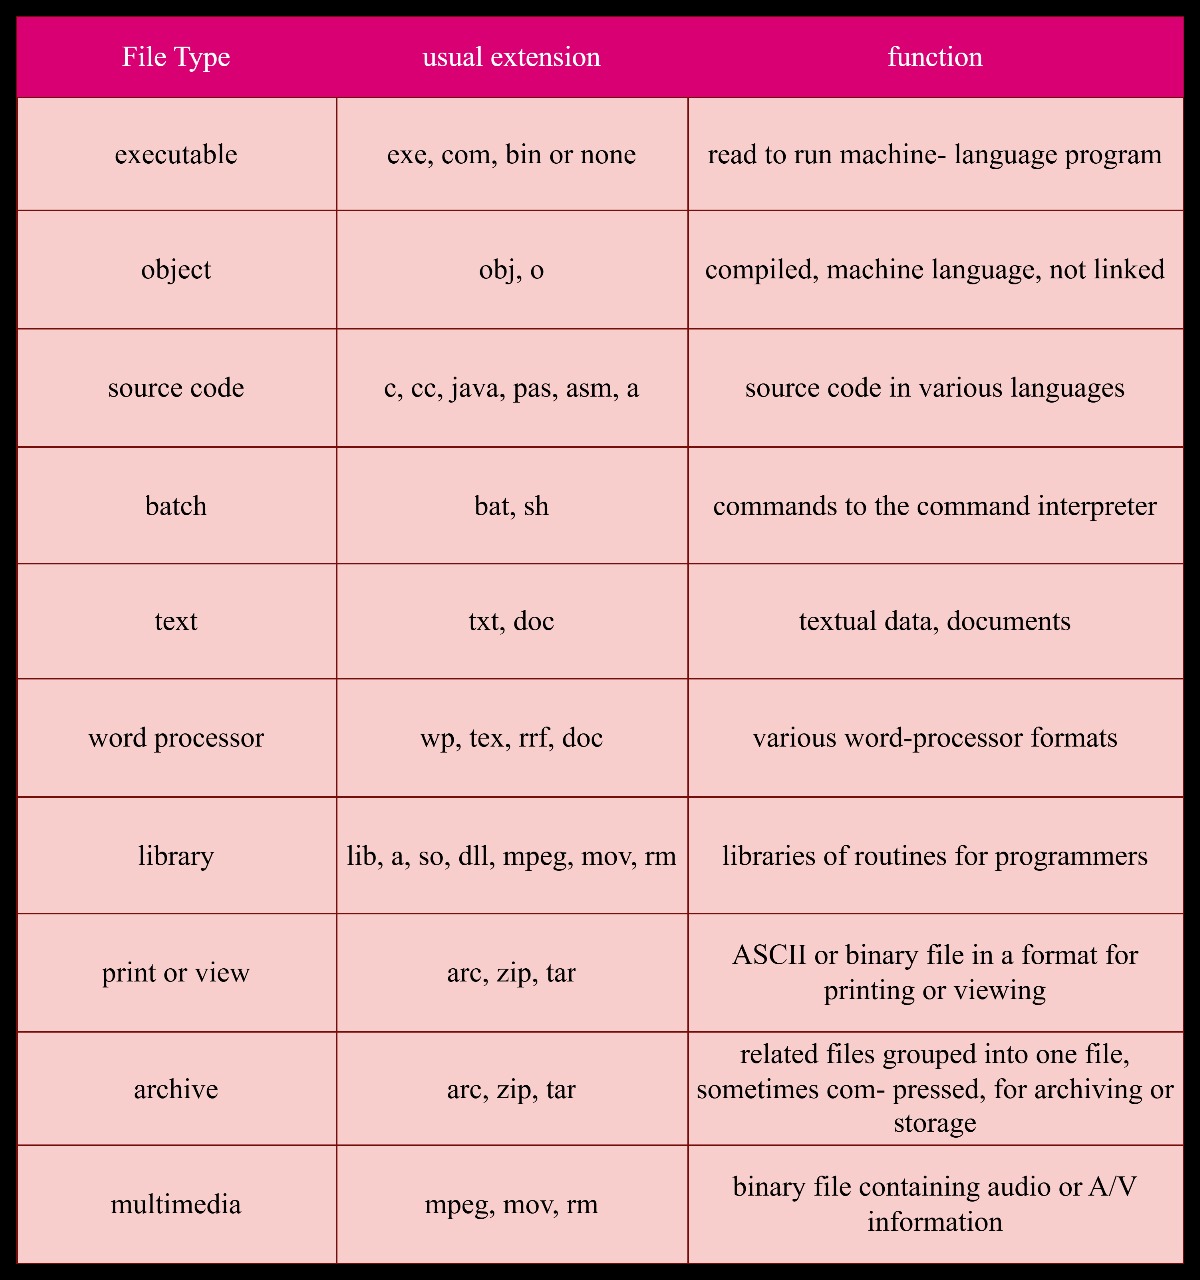 File Type usual extension function
executable exe, com, bin or none read to run machine- language program
object obj, o compiled, machine language, not linked
source code c, cc, java, pas, asm, a source code in various languages
batch bat, sh commands to the command interpreter
text txt, doc textual data, documents
word processor wp, tex, rrf, doc various word-processor formats
library lib, a, so, dll, mpeg, mov, rm libraries of routines for programmers
print or view arc, zip, tar ASCII or binary file in a format for
printing or viewing
archive arc, zip, tar related files grouped into one file,
sometimes com- pressed, for archiving or
storage
multimedia mpeg, mov, rm binary file containing audio or A/V
information